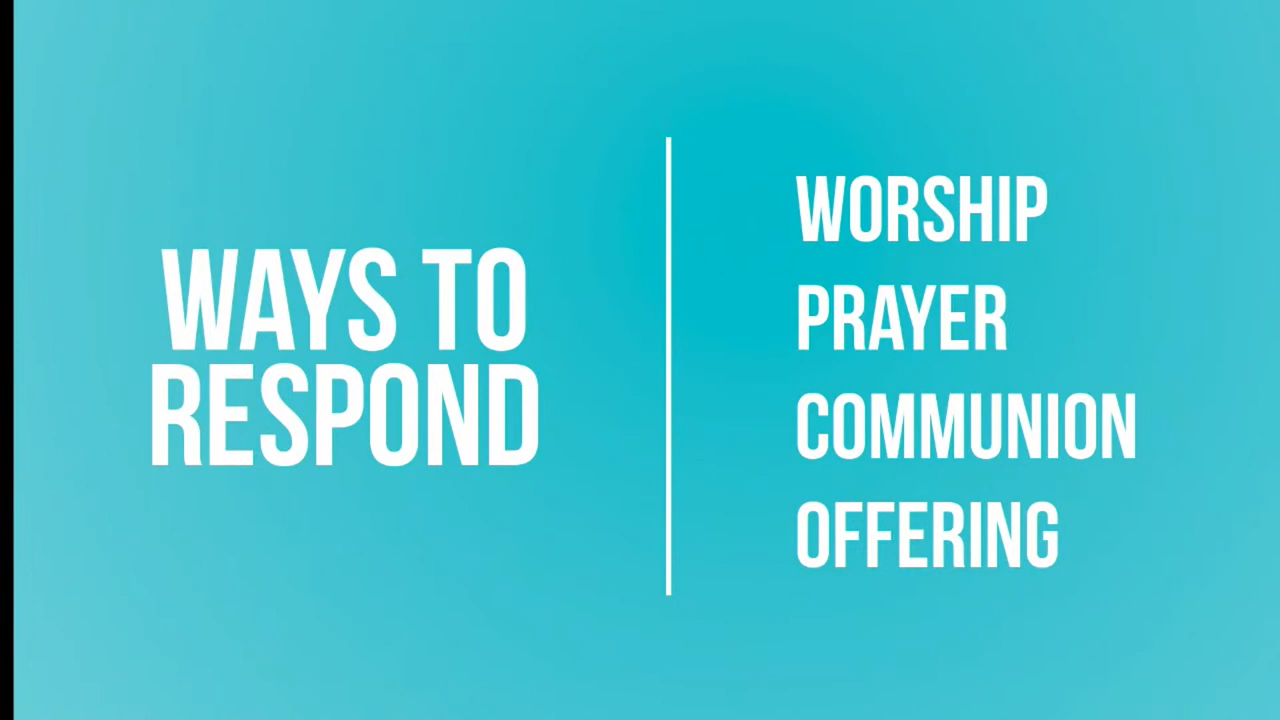 WAYS TO
RESPOND
WORSHIP
PRAYER
COMMUNION
OFFERING